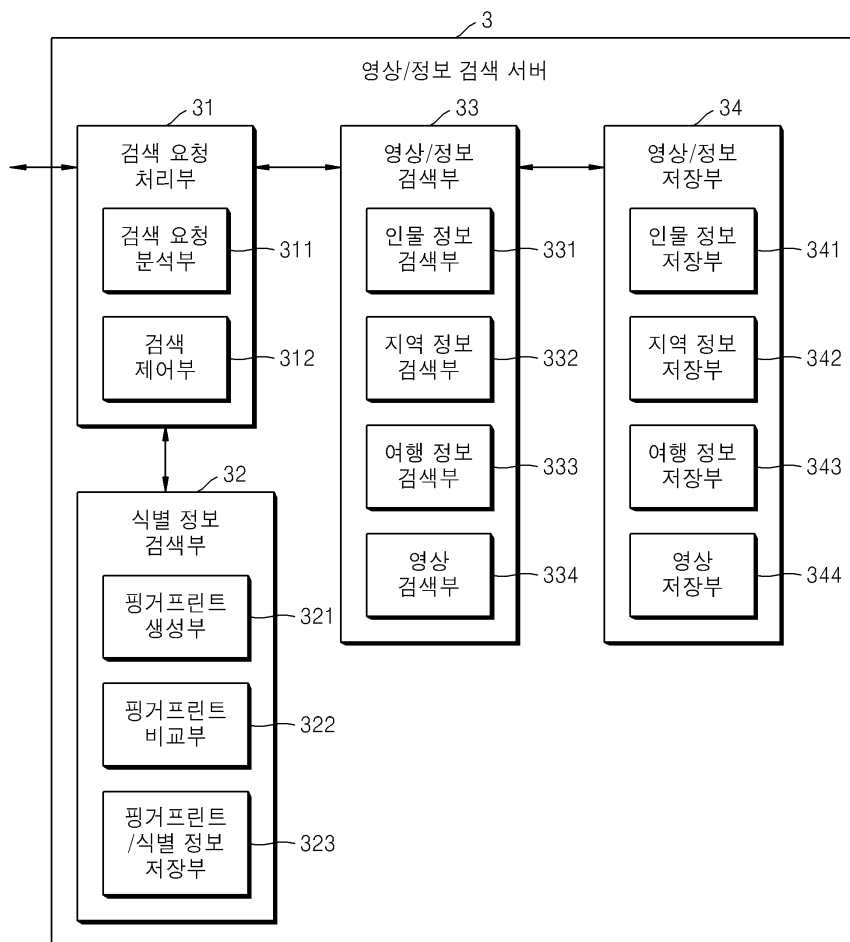 3
영상/정보 검색 서버
31
검색 요청
처리부
검색 요청
분석부
311
검색
제어부
312
32
식별 정보
검색부
핑거프린트
생성부
321
핑거프린트
비교부
322
핑거프린트
/식별 정보
저장부
323
33
영상/정보
검색부
인물 정보
검색부
331
지역 정보
검색부
332
여행 정보
검색부
333
영상
검색부
334
34
영상/정보
저장부
인물 정보
저장부
341
지역 정보
저장부
342
여행 정보
저장부
343
영상
저장부
344